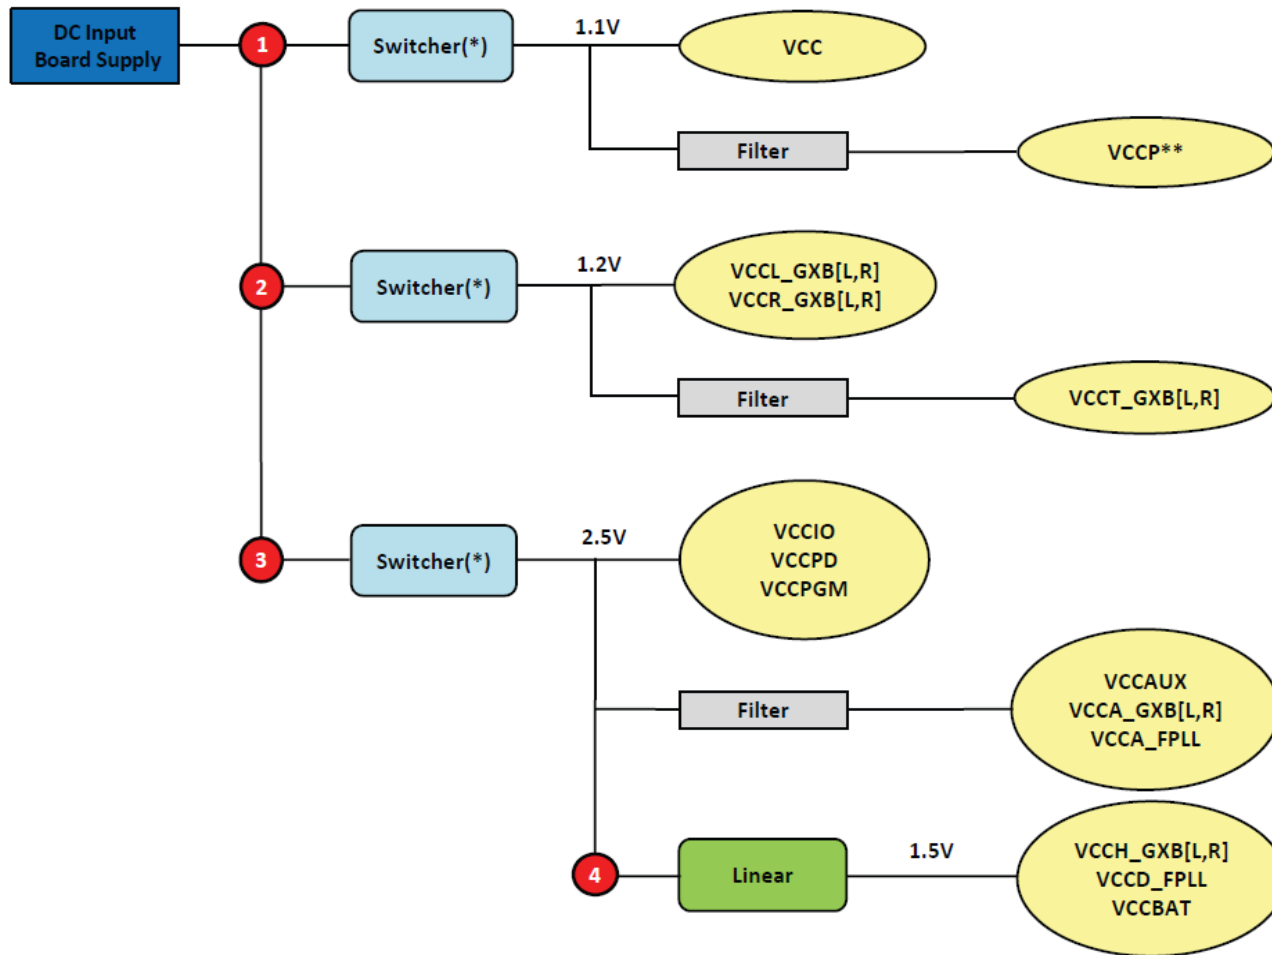 DC Input
Board Supply
1
Switcher(*)
1.1V
VCC
Filter
VCCP**
2
Switcher(*)
1.2V
VCCL_GXB[L,R]
VCCR_GXB[L,R]
Filter
VCCT_GXB[L,R]
3
Switcher(*)
2.5V
VCCIO
VCCPD
VCCPGM
Filter
VCCAUX
VCCA_GXB[L,R]
VCCA_FPLL
4
Linear
1.5V
VCCH_GXB[L,R]
VCCD_FPLL
VCCBAT